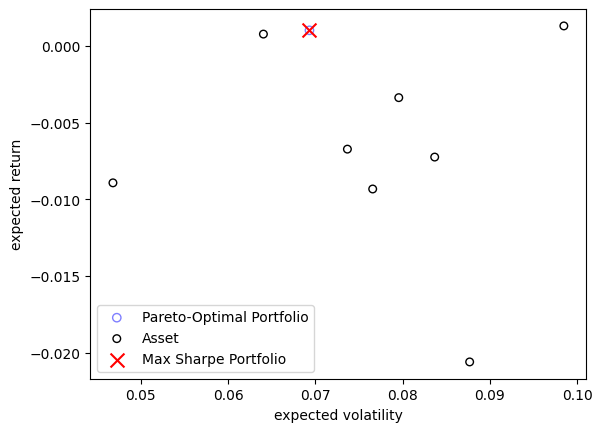 0.000
−0.005
−0.010
−0.015
−0.020
expected return
Pareto-Optimal Portfolio
Asset
Max Sharpe Portfolio
0.05 0.06 0.07 0.08 0.09 0.10
expected volatility